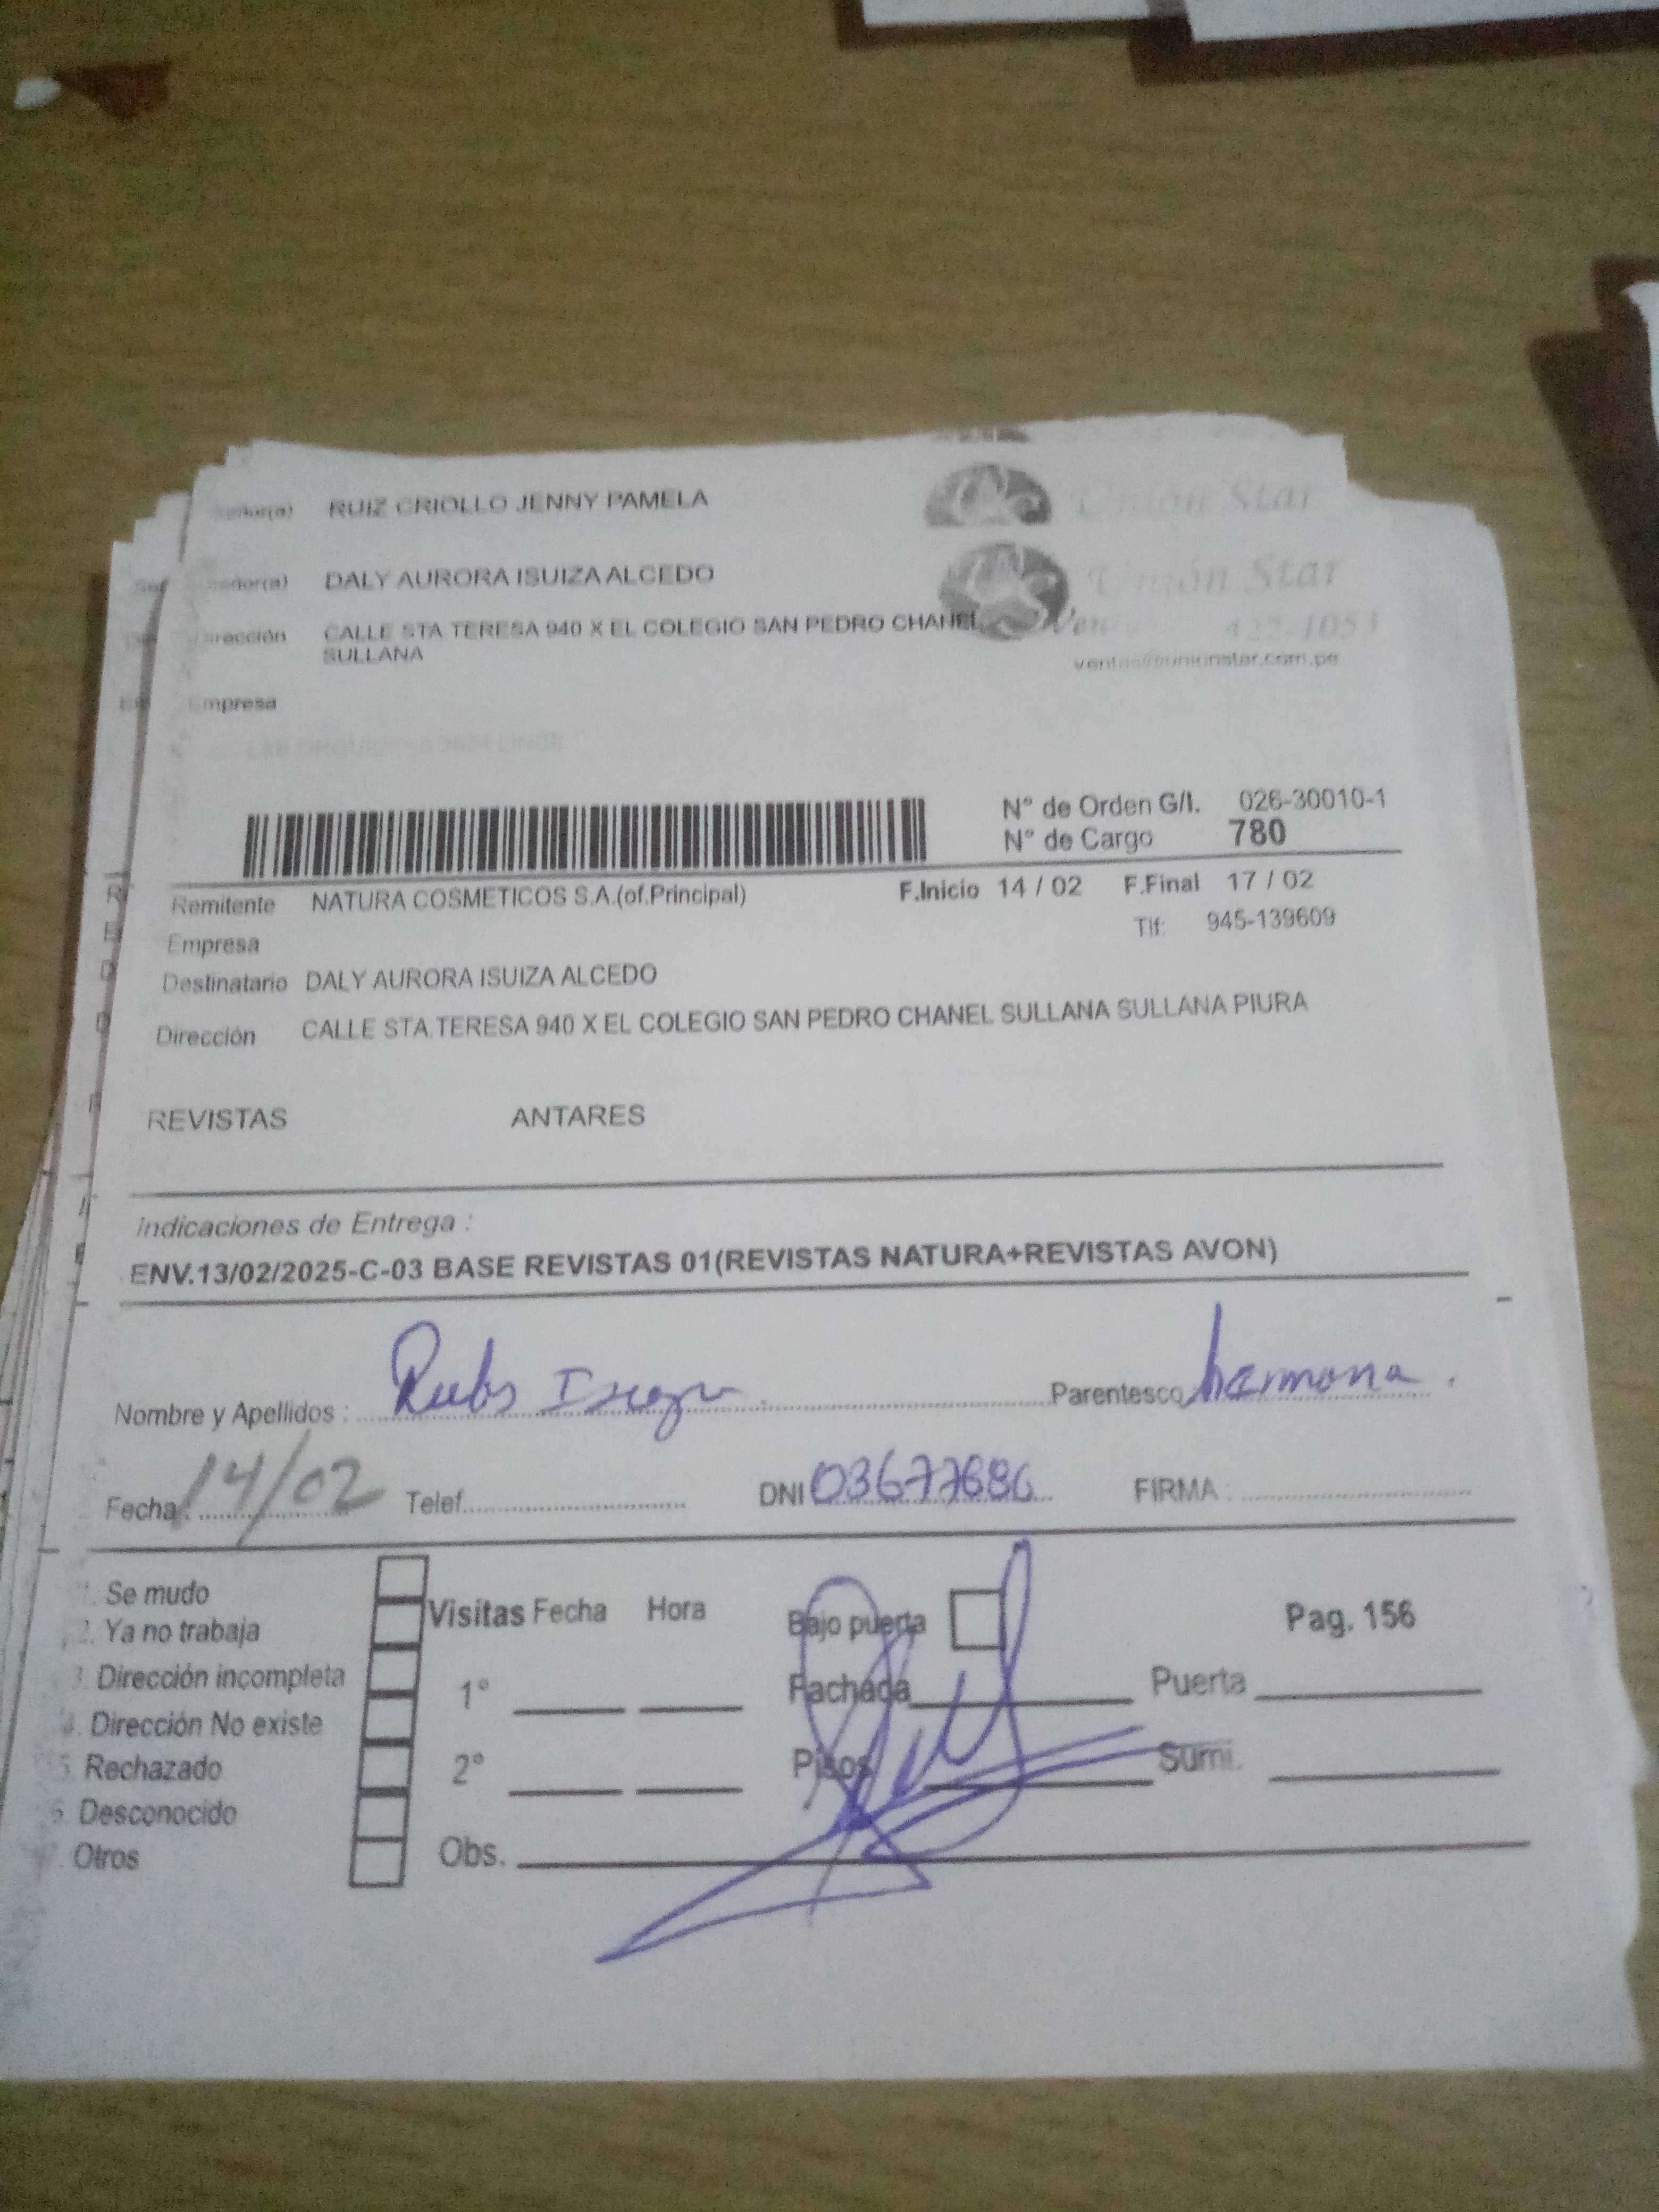 Señor(a) RUIZ CRIOLLO JENNY PAMELA
Unión Star
Señor(a) DALY AURORA ISUIZA ALCEDO
Unión Star
Dirección CALLE STA TERESA 940 X EL COLEGIO SAN PEDRO CHANEL
SULLANA
422-1053
ventas@unionstar.com.pe
Empresa
N° de Orden G/I. 026-30010-1
N° de Cargo 780
Remitente NATURA COSMETICOS S.A.(of.Principal) F.Inicio 14 / 02 F.Final 17 / 02
Empresa Tlf: 945-139609
Destinatario DALY AURORA ISUIZA ALCEDO
Dirección CALLE STA.TERESA 940 X EL COLEGIO SAN PEDRO CHANEL SULLANA SULLANA PIURA
REVISTAS ANTARES
Indicaciones de Entrega :
ENV.13/02/2025-C-03 BASE REVISTAS 01(REVISTAS NATURA+REVISTAS AVON)
Nombre y Apellidos : Parentesco hermana.
Fecha: 14/02 Telef. DNI 03677686 FIRMA :
1. Se mudo
2. Ya no trabaja
3. Dirección incompleta
4. Dirección No existe
5. Rechazado
6. Desconocido
7. Otros
Visitas Fecha Hora
1°
2°
Obs.
Bajo puerta Pag. 156
Fachada Puerta
Pisos Sumi.